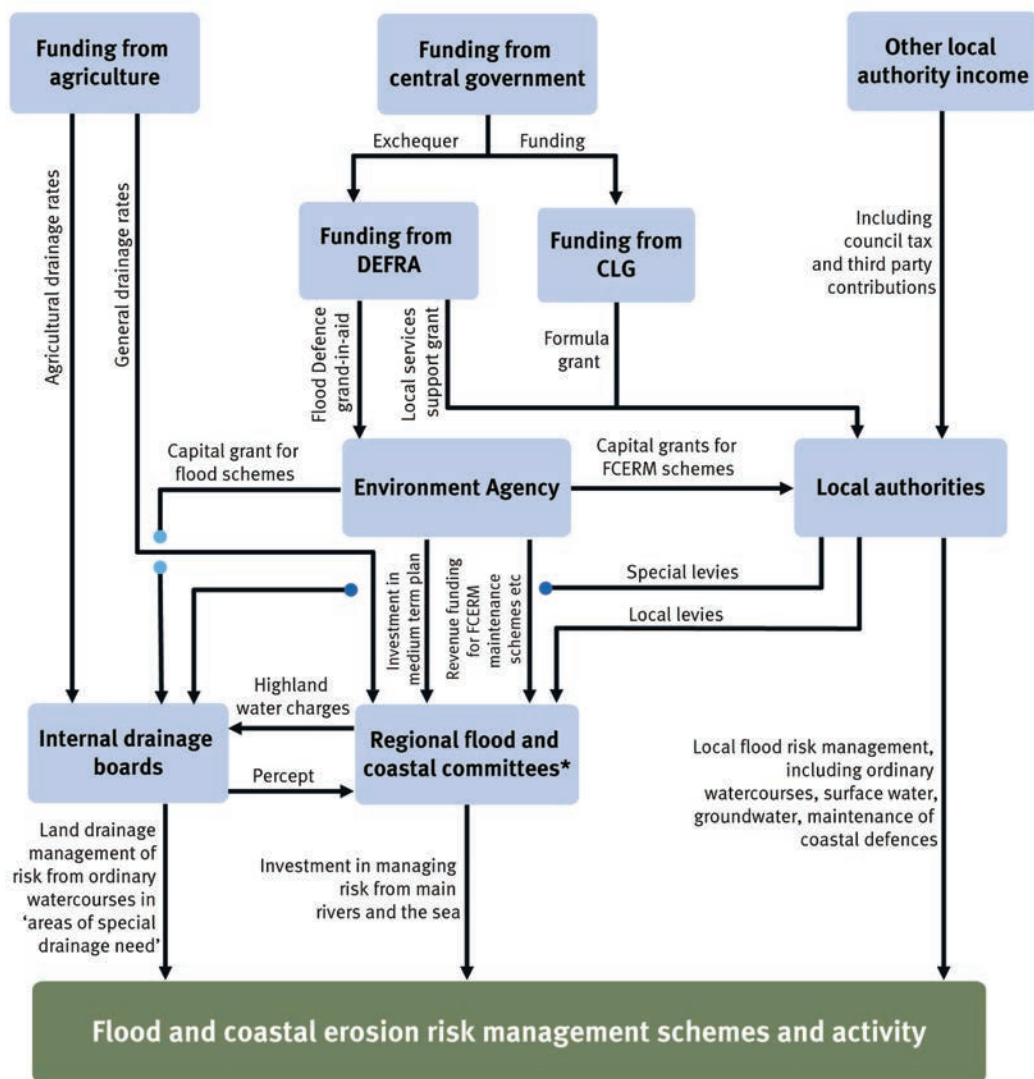 Funding from
agriculture
Funding from
central government
Other local
authority income
Exchequer
Funding
Agricultural drainage rates
General drainage rates
Funding from
DEFRA
Funding from
CLG
Including
council tax
and third party
contributions
Flood Defence
grand-in-aid
Local services
support grant
Formula
grant
Capital grant for
flood schemes
Environment Agency
Capital grants for
FCERM schemes
Local authorities
Investment in
medium term plan
Revenue funding
for FCERM
maintenance
schemes etc
Special levies
Local levies
Highland
water charges
Internal drainage
boards
Regional flood and
coastal committees*
Percept
Land drainage
management of
risk from ordinary
watercourses in
‘areas of special
drainage need’
Investment in managing
risk from main
rivers and the sea
Local flood risk management,
including ordinary
watercourses, surface water,
groundwater, maintenance of
coastal defences
Flood and coastal erosion risk management schemes and activity